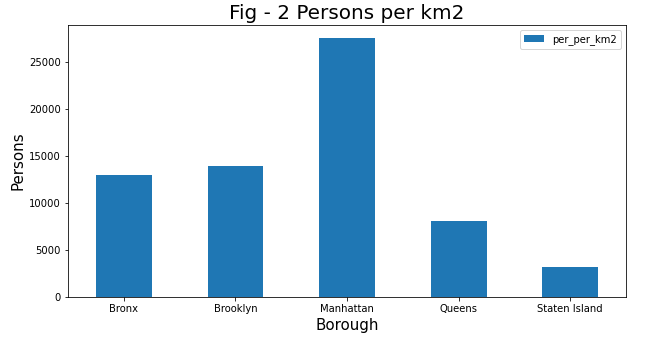 Fig - 2 Persons per km2
per_per_km2
Persons
25000
20000
15000
10000
5000
0
Bronx Brooklyn Manhattan Queens Staten Island
Borough